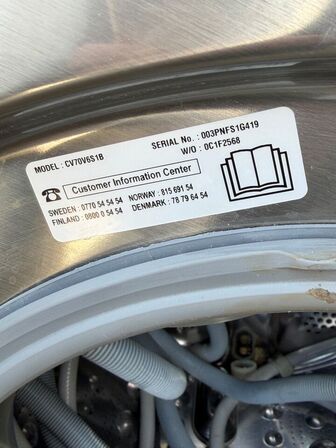 MODEL : CV70V6S1B
SERIAL No. : 003PNFS1G419
W/O : 0C1F2568
Customer Information Center
SWEDEN : 0770 54 54 54 NORWAY : 815 691 54
FINLAND : 0800 0 54 54 DENMARK : 78 79 64 54